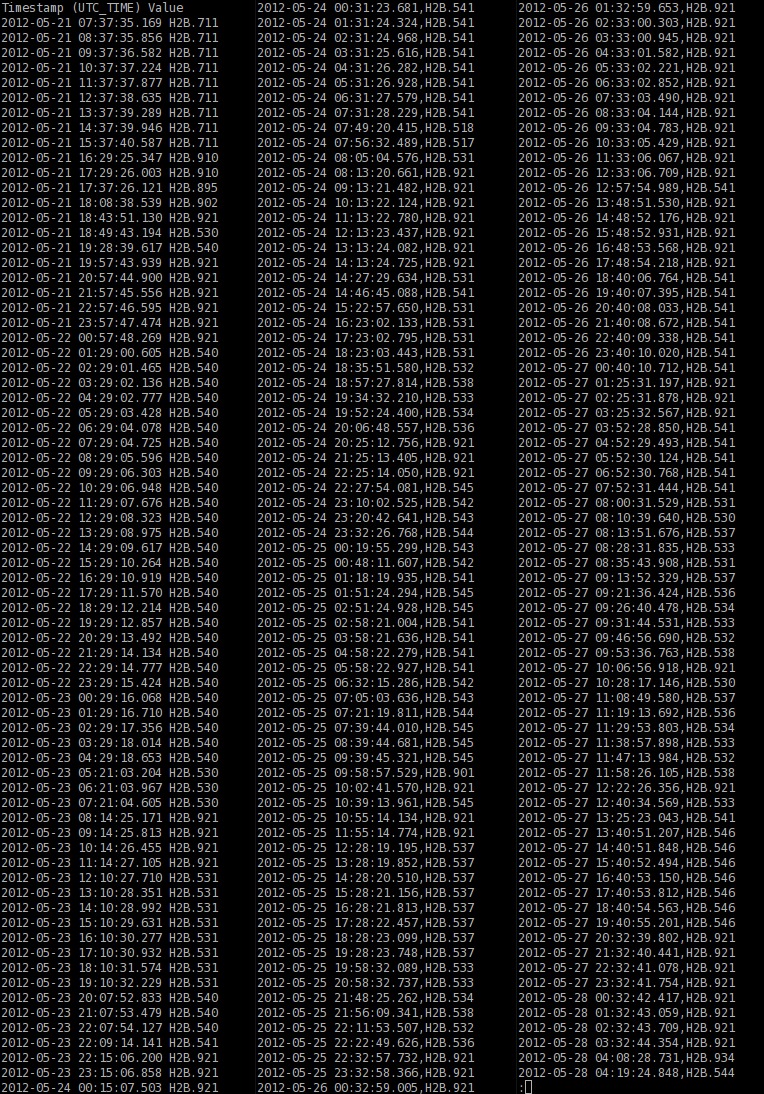 Timestamp (UTC_TIME) Value
2012-05-21 07:37:35.169 H2B.711
2012-05-21 08:37:35.856 H2B.711
2012-05-21 09:37:36.582 H2B.711
2012-05-21 10:37:37.224 H2B.711
2012-05-21 11:37:37.877 H2B.711
2012-05-21 12:37:38.635 H2B.711
2012-05-21 13:37:39.289 H2B.711
2012-05-21 14:37:39.946 H2B.711
2012-05-21 15:37:40.587 H2B.711
2012-05-21 16:29:25.347 H2B.910
2012-05-21 17:29:26.003 H2B.910
2012-05-21 17:37:26.121 H2B.895
2012-05-21 18:08:38.539 H2B.902
2012-05-21 18:43:51.130 H2B.921
2012-05-21 18:49:43.194 H2B.530
2012-05-21 19:28:39.617 H2B.540
2012-05-21 19:57:43.939 H2B.921
2012-05-21 20:57:44.900 H2B.921
2012-05-21 21:57:45.556 H2B.921
2012-05-21 22:57:46.595 H2B.921
2012-05-21 23:57:47.474 H2B.921
2012-05-22 00:57:48.269 H2B.921
2012-05-22 01:29:00.605 H2B.540
2012-05-22 02:29:01.465 H2B.540
2012-05-22 03:29:02.136 H2B.540
2012-05-22 04:29:02.777 H2B.540
2012-05-22 05:29:03.428 H2B.540
2012-05-22 06:29:04.078 H2B.540
2012-05-22 07:29:04.725 H2B.540
2012-05-22 08:29:05.596 H2B.540
2012-05-22 09:29:06.303 H2B.540
2012-05-22 10:29:06.948 H2B.540
2012-05-22 11:29:07.676 H2B.540
2012-05-22 12:29:08.323 H2B.540
2012-05-22 13:29:08.975 H2B.540
2012-05-22 14:29:09.617 H2B.540
2012-05-22 15:29:10.264 H2B.540
2012-05-22 16:29:10.919 H2B.540
2012-05-22 17:29:11.570 H2B.540
2012-05-22 18:29:12.214 H2B.540
2012-05-22 19:29:12.857 H2B.540
2012-05-22 20:29:13.492 H2B.540
2012-05-22 21:29:14.134 H2B.540
2012-05-22 22:29:14.777 H2B.540
2012-05-22 23:29:15.424 H2B.540
2012-05-23 00:29:16.068 H2B.540
2012-05-23 01:29:16.710 H2B.540
2012-05-23 02:29:17.356 H2B.540
2012-05-23 03:29:18.014 H2B.540
2012-05-23 04:29:18.653 H2B.540
2012-05-23 05:21:03.204 H2B.530
2012-05-23 06:21:03.967 H2B.530
2012-05-23 07:21:04.605 H2B.530
2012-05-23 08:14:25.171 H2B.921
2012-05-23 09:14:25.813 H2B.921
2012-05-23 10:14:26.455 H2B.921
2012-05-23 11:14:27.105 H2B.921
2012-05-23 12:10:27.710 H2B.531
2012-05-23 13:10:28.351 H2B.531
2012-05-23 14:10:28.992 H2B.531
2012-05-23 15:10:29.631 H2B.531
2012-05-23 16:10:30.277 H2B.531
2012-05-23 17:10:30.932 H2B.531
2012-05-23 18:10:31.574 H2B.531
2012-05-23 19:10:32.229 H2B.531
2012-05-23 20:07:52.833 H2B.540
2012-05-23 21:07:53.479 H2B.540
2012-05-23 22:07:54.127 H2B.540
2012-05-23 22:09:14.141 H2B.541
2012-05-23 22:15:06.200 H2B.921
2012-05-23 23:15:06.858 H2B.921
2012-05-24 00:15:07.503 H2B.921
2012-05-24 00:31:23.681,H2B.541
2012-05-24 01:31:24.324,H2B.541
2012-05-24 02:31:24.968,H2B.541
2012-05-24 03:31:25.616,H2B.541
2012-05-24 04:31:26.282,H2B.541
2012-05-24 05:31:26.928,H2B.541
2012-05-24 06:31:27.579,H2B.541
2012-05-24 07:31:28.229,H2B.541
2012-05-24 07:49:20.415,H2B.518
2012-05-24 07:56:32.489,H2B.517
2012-05-24 08:05:04.576,H2B.531
2012-05-24 08:13:20.661,H2B.921
2012-05-24 09:13:21.482,H2B.921
2012-05-24 10:13:22.124,H2B.921
2012-05-24 11:13:22.780,H2B.921
2012-05-24 12:13:23.437,H2B.921
2012-05-24 13:13:24.082,H2B.921
2012-05-24 14:13:24.725,H2B.921
2012-05-24 14:27:29.634,H2B.531
2012-05-24 14:46:45.088,H2B.541
2012-05-24 15:22:57.650,H2B.531
2012-05-24 16:23:02.133,H2B.531
2012-05-24 17:23:02.795,H2B.531
2012-05-24 18:23:03.443,H2B.531
2012-05-24 18:35:51.580,H2B.532
2012-05-24 18:57:27.814,H2B.538
2012-05-24 19:34:32.210,H2B.533
2012-05-24 19:52:24.400,H2B.534
2012-05-24 20:06:48.557,H2B.536
2012-05-24 20:25:12.756,H2B.921
2012-05-24 21:25:13.405,H2B.921
2012-05-24 22:25:14.050,H2B.921
2012-05-24 22:27:54.081,H2B.545
2012-05-24 23:10:02.525,H2B.542
2012-05-24 23:20:42.641,H2B.543
2012-05-24 23:32:26.768,H2B.544
2012-05-25 00:19:55.299,H2B.543
2012-05-25 00:48:11.607,H2B.542
2012-05-25 01:18:19.935,H2B.541
2012-05-25 01:51:24.294,H2B.545
2012-05-25 02:51:24.928,H2B.545
2012-05-25 02:58:21.004,H2B.541
2012-05-25 03:58:21.636,H2B.541
2012-05-25 04:58:22.279,H2B.541
2012-05-25 05:58:22.927,H2B.541
2012-05-25 06:32:15.286,H2B.542
2012-05-25 07:05:03.636,H2B.543
2012-05-25 07:21:19.811,H2B.544
2012-05-25 07:39:44.010,H2B.545
2012-05-25 08:39:44.681,H2B.545
2012-05-25 09:39:45.321,H2B.545
2012-05-25 09:58:57.529,H2B.901
2012-05-25 10:02:41.570,H2B.921
2012-05-25 10:39:13.961,H2B.545
2012-05-25 10:55:14.134,H2B.921
2012-05-25 11:55:14.774,H2B.921
2012-05-25 12:28:19.195,H2B.537
2012-05-25 13:28:19.852,H2B.537
2012-05-25 14:28:20.510,H2B.537
2012-05-25 15:28:21.156,H2B.537
2012-05-25 16:28:21.813,H2B.537
2012-05-25 17:28:22.457,H2B.537
2012-05-25 18:28:23.099,H2B.537
2012-05-25 19:28:23.748,H2B.537
2012-05-25 19:58:32.089,H2B.533
2012-05-25 20:58:32.737,H2B.533
2012-05-25 21:48:25.262,H2B.534
2012-05-25 21:56:09.341,H2B.538
2012-05-25 22:11:53.507,H2B.532
2012-05-25 22:22:49.626,H2B.536
2012-05-25 22:32:57.732,H2B.921
2012-05-25 23:32:58.366,H2B.921
2012-05-26 00:32:59.005,H2B.921
2012-05-26 01:32:59.653,H2B.921
2012-05-26 02:33:00.303,H2B.921
2012-05-26 03:33:00.945,H2B.921
2012-05-26 04:33:01.582,H2B.921
2012-05-26 05:33:02.221,H2B.921
2012-05-26 06:33:02.852,H2B.921
2012-05-26 07:33:03.490,H2B.921
2012-05-26 08:33:04.144,H2B.921
2012-05-26 09:33:04.783,H2B.921
2012-05-26 10:33:05.429,H2B.921
2012-05-26 11:33:06.067,H2B.921
2012-05-26 12:33:06.709,H2B.921
2012-05-26 12:57:54.989,H2B.541
2012-05-26 13:48:51.530,H2B.921
2012-05-26 14:48:52.176,H2B.921
2012-05-26 15:48:52.931,H2B.921
2012-05-26 16:48:53.568,H2B.921
2012-05-26 17:48:54.218,H2B.921
2012-05-26 18:40:06.764,H2B.541
2012-05-26 19:40:07.395,H2B.541
2012-05-26 20:40:08.033,H2B.541
2012-05-26 21:40:08.672,H2B.541
2012-05-26 22:40:09.338,H2B.541
2012-05-26 23:40:10.020,H2B.541
2012-05-27 00:40:10.712,H2B.541
2012-05-27 01:25:31.197,H2B.921
2012-05-27 02:25:31.878,H2B.921
2012-05-27 03:25:32.567,H2B.921
2012-05-27 03:52:28.850,H2B.541
2012-05-27 04:52:29.493,H2B.541
2012-05-27 05:52:30.124,H2B.541
2012-05-27 06:52:30.768,H2B.541
2012-05-27 07:52:31.444,H2B.541
2012-05-27 08:00:31.529,H2B.531
2012-05-27 08:10:39.640,H2B.530
2012-05-27 08:13:51.676,H2B.537
2012-05-27 08:28:31.835,H2B.533
2012-05-27 08:35:43.908,H2B.531
2012-05-27 09:13:52.329,H2B.537
2012-05-27 09:21:36.424,H2B.536
2012-05-27 09:26:40.478,H2B.534
2012-05-27 09:31:44.531,H2B.533
2012-05-27 09:46:56.690,H2B.532
2012-05-27 09:53:36.763,H2B.538
2012-05-27 10:06:56.918,H2B.921
2012-05-27 10:28:17.146,H2B.530
2012-05-27 11:08:49.580,H2B.537
2012-05-27 11:19:13.692,H2B.536
2012-05-27 11:29:53.803,H2B.534
2012-05-27 11:38:57.898,H2B.533
2012-05-27 11:47:13.984,H2B.532
2012-05-27 11:58:26.105,H2B.538
2012-05-27 12:22:26.356,H2B.921
2012-05-27 12:40:34.569,H2B.533
2012-05-27 13:25:23.043,H2B.541
2012-05-27 13:40:51.207,H2B.546
2012-05-27 14:40:51.848,H2B.546
2012-05-27 15:40:52.494,H2B.546
2012-05-27 16:40:53.150,H2B.546
2012-05-27 17:40:53.812,H2B.546
2012-05-27 18:40:54.563,H2B.546
2012-05-27 19:40:55.201,H2B.546
2012-05-27 20:32:39.802,H2B.921
2012-05-27 21:32:40.441,H2B.921
2012-05-27 22:32:41.078,H2B.921
2012-05-27 23:32:41.754,H2B.921
2012-05-28 00:32:42.417,H2B.921
2012-05-28 01:32:43.059,H2B.921
2012-05-28 02:32:43.709,H2B.921
2012-05-28 03:32:44.354,H2B.921
2012-05-28 04:08:28.731,H2B.934
2012-05-28 04:19:24.848,H2B.544
: